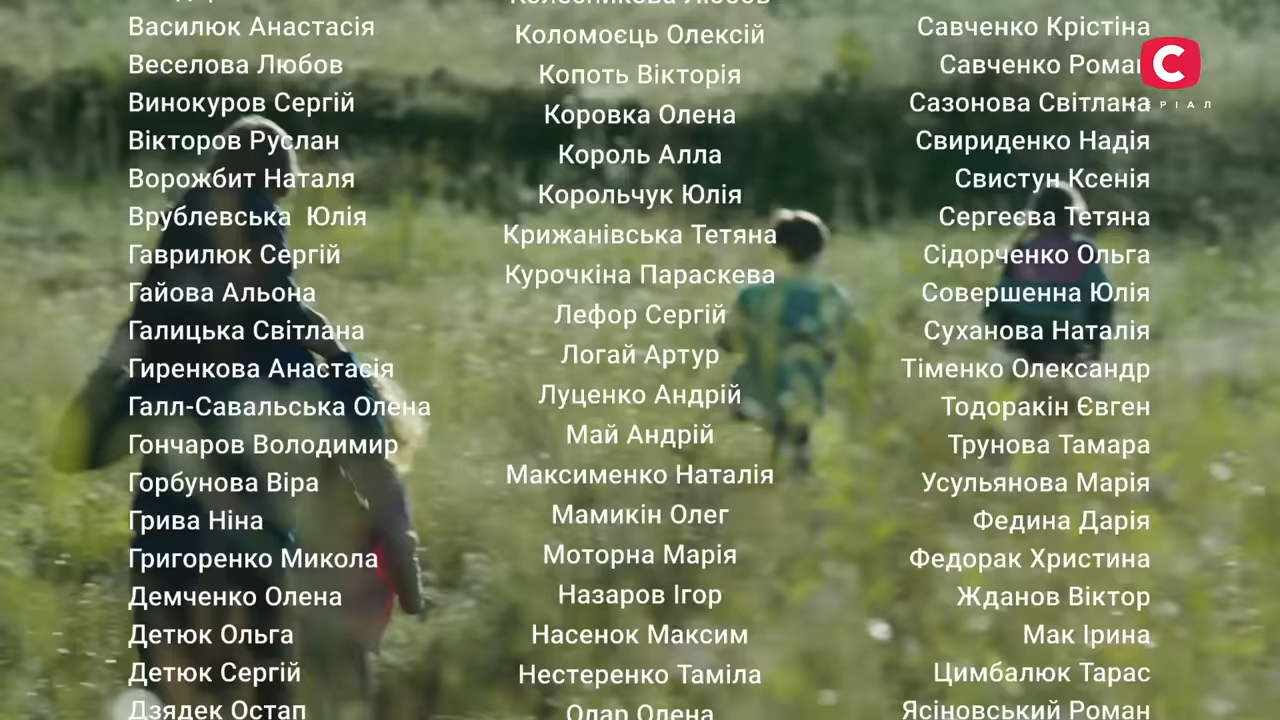 Василюк Анастасія
Веселова Любов
Винокуров Сергій
Вікторов Руслан
Ворожбит Наталя
Врублевська Юлія
Гаврилюк Сергій
Гайова Альона
Галицька Світлана
Гиренкова Анастасія
Галл-Савальська Олена
Гончаров Володимир
Горбунова Віра
Грива Ніна
Григоренко Микола
Демченко Олена
Детюк Ольга
Детюк Сергій
Дзядек Остап
Колесникова Любов
Коломоєць Олексій
Копоть Вікторія
Коровка Олена
Король Алла
Корольчук Юлія
Крижанівська Тетяна
Курочкіна Параскева
Лефор Сергій
Логай Артур
Луценко Андрій
Май Андрій
Максименко Наталія
Мамикін Олег
Моторна Марія
Назаров Ігор
Насенок Максим
Нестеренко Таміла
Олар Олена
Савченко Крістіна
Савченко Роман
Сазонова Світлана
Свириденко Надія
Свистун Ксенія
Сергеєва Тетяна
Сідорченко Ольга
Совершенна Юлія
Суханова Наталія
Тіменко Олександр
Тодоракін Євген
Трунова Тамара
Усульянова Марія
Федина Дарія
Федорак Христина
Жданов Віктор
Мак Ірина
Цимбалюк Тарас
Ясіновський Роман
С